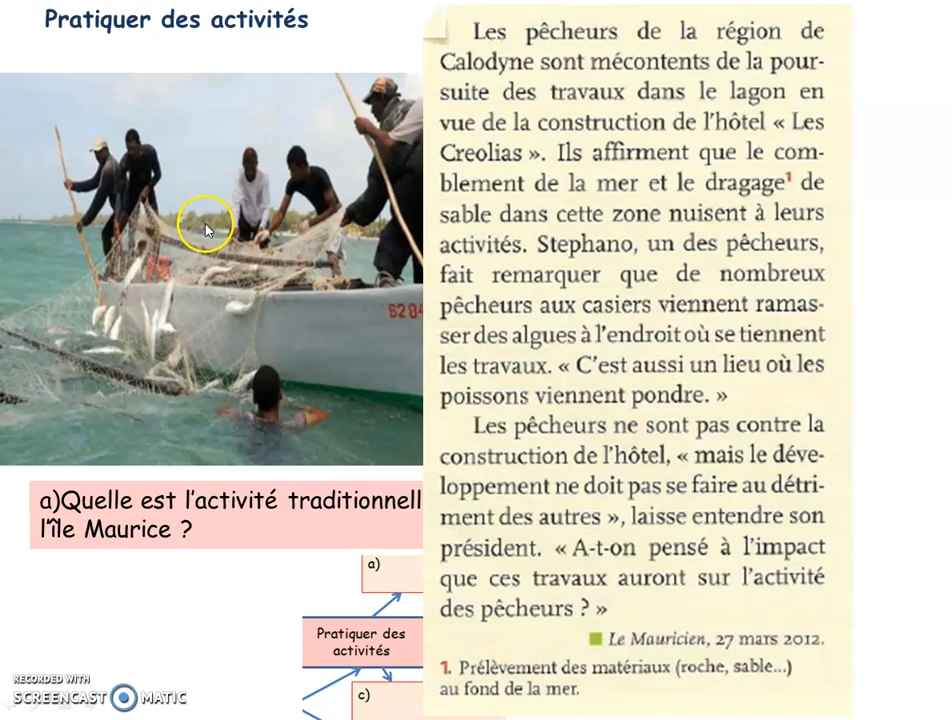 Pratiquer des activités
Les pêcheurs de la région de
Calodyne sont mécontents de la pour-
suite des travaux dans le lagon en
vue de la construction de l'hôtel « Les
Creolias ». Ils affirment que le com-
blement de la mer et le dragage¹ de
sable dans cette zone nuisent à leurs
activités. Stephano, un des pêcheurs,
fait remarquer que de nombreux
pêcheurs aux casiers viennent ramas-
ser des algues à l'endroit où se tiennent
les travaux. « C'est aussi un lieu où les
poissons viennent pondre. »
Les pêcheurs ne sont pas contre la
construction de l'hôtel, « mais le déve-
loppement ne doit pas se faire au détri-
ment des autres », laisse entendre son
président. « A-t-on pensé à l'impact
que ces travaux auront sur l'activité
des pêcheurs ? »
Le Mauricien, 27 mars 2012.
1. Prélèvement des matériaux (roche, sable...)
au fond de la mer.
a)Quelle est l'activité traditionnell
l'île Maurice ?
a)
Pratiquer des
activités
c)
RECORDED WITH
SCREENCAST MATIC